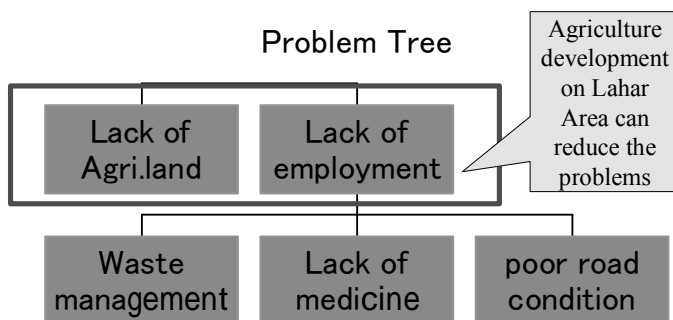 Problem Tree
Agriculture
development
on Lahar
Area can
reduce the
problems
Lack of
Agri.land
Lack of
employment
Waste
management
Lack of
medicine
poor road
condition